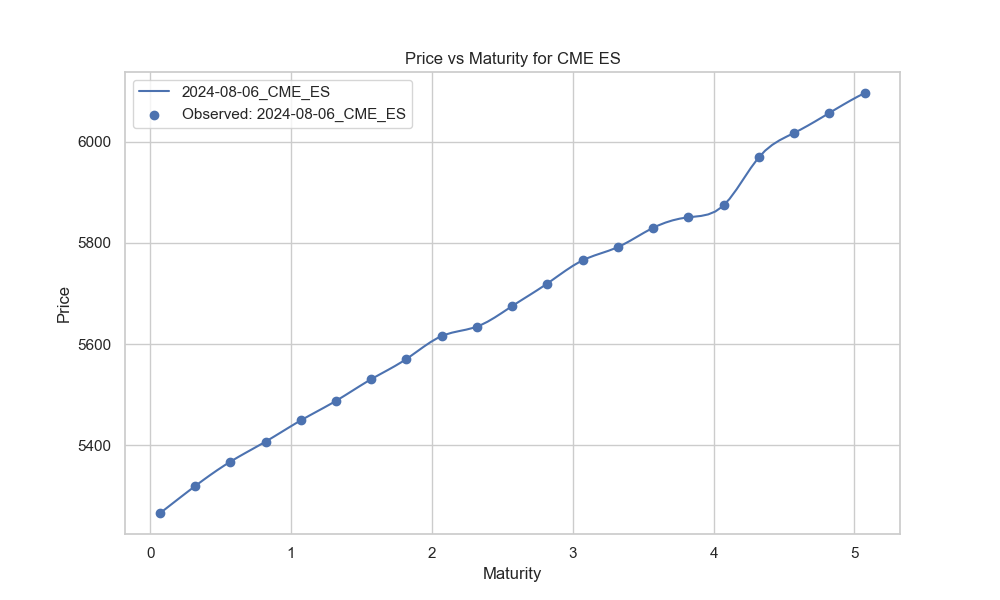 Price vs Maturity for CME ES
2024-08-06_CME_ES
Observed: 2024-08-06_CME_ES
6000
5800
5600
5400
Price
0 1 2 3 4 5
Maturity